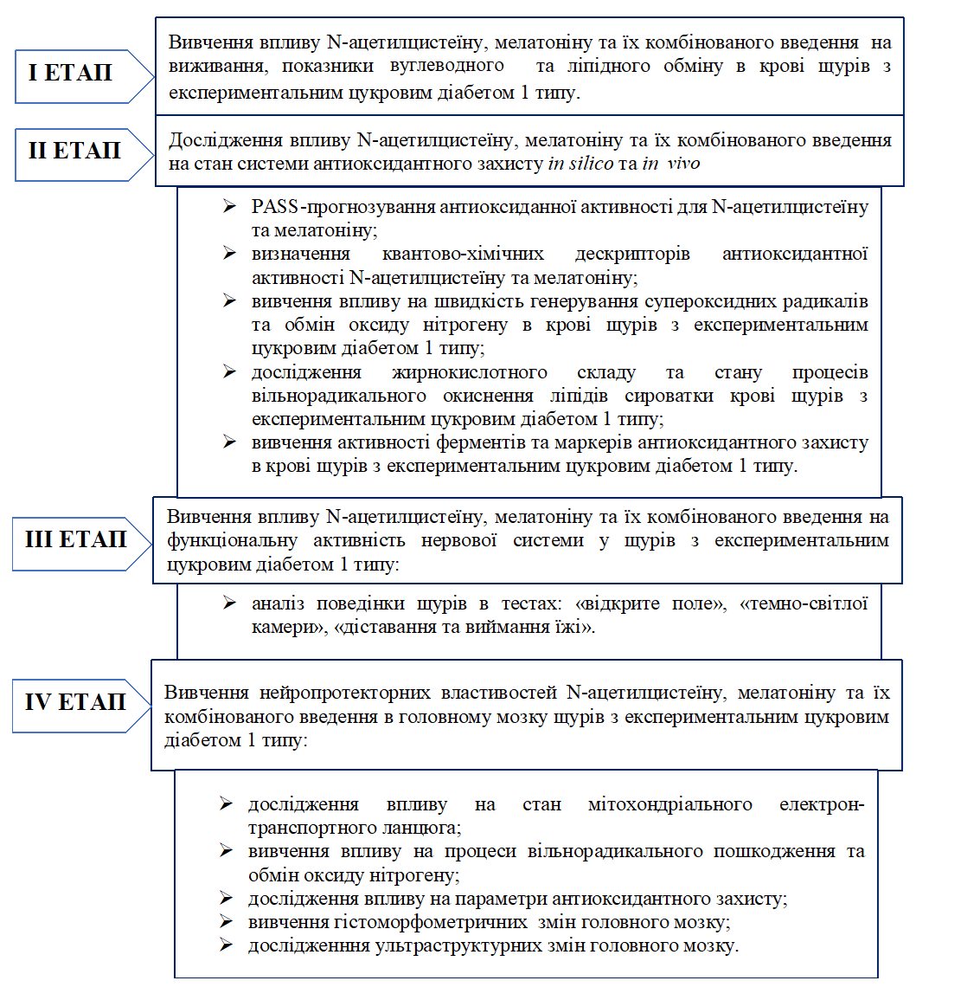 I ЕТАП
Вивчення впливу N-ацетилцистеїну, мелатоніну та їх комбінованого введення на
виживання, показники вуглеводного та ліпідного обміну в крові щурів з
експериментальним цукровим діабетом 1 типу.
II ЕТАП
Дослідження впливу N-ацетилцистеїну, мелатоніну та їх комбінованого введення
на стан системи антиоксидантного захисту in silico та in vivo
➢ PASS-прогнозування антиоксиданної активності для N-ацетилцистеїну
та мелатоніну;
➢ визначення квантово-хімічних дескрипторів антиоксидантної
активності N-ацетилцистеїну та мелатоніну;
➢ вивчення впливу на швидкість генерування супероксидних радикалів
та обмін оксиду нітрогену в крові щурів з експериментальним
цукровим діабетом 1 типу;
➢ дослідження жирнокислотного складу та стану процесів
вільнорадикального окиснення ліпідів сироватки крові щурів з
експериментальним цукровим діабетом 1 типу;
➢ вивчення активності ферментів та маркерів антиоксидантного захисту
в крові щурів з експериментальним цукровим діабетом 1 типу.
III ЕТАП
Вивчення впливу N-ацетилцистеїну, мелатоніну та їх комбінованого введення на
функціональну активність нервової системи у щурів з експериментальним
цукровим діабетом 1 типу:
➢ аналіз поведінки щурів в тестах: «відкрите поле», «темно-світлої
камери», «діставання та виймання їжі».
IV ЕТАП
Вивчення нейропротекторних властивостей N-ацетилцистеїну, мелатоніну та їх
комбінованого введення в головному мозку щурів з експериментальним цукровим
діабетом 1 типу:
➢ дослідження впливу на стан мітохондріального електрон-
транспортного ланцюга;
➢ вивчення впливу на процеси вільнорадикального пошкодження та
обмін оксиду нітрогену;
➢ дослідження впливу на параметри антиоксидантного захисту;
➢ вивчення гістоморфометричних змін головного мозку;
➢ дослідженння ультраструктурних змін головного мозку.